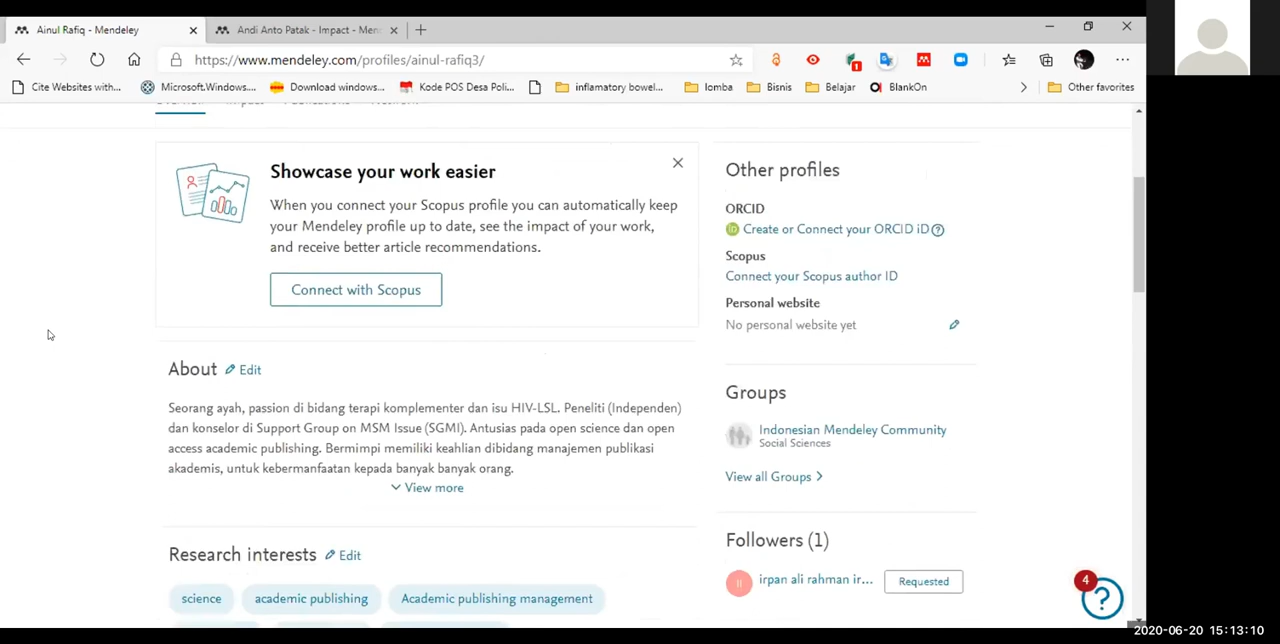 Ainul Rafiq - Mendeley
Andi Anto Patak - Impact - Men
https://www.mendeley.com/profiles/ainul-rafiq3/
1
Cite Websites with...
Microsoft.Windows...
Download windows...
Kode POS Desa Poli...
inflamatory bowel...
lomba
Bisnis
Belajar
BlankOn
Other favorites
Showcase your work easier
When you connect your Scopus profile you can automatically keep
your Mendeley profile up to date, see the impact of your work,
and receive better article recommendations.
Connect with Scopus
About Edit
Seorang ayah, passion di bidang terapi komplementer dan isu HIV-LSL. Peneliti (Independen)
dan konselor di Support Group on MSM Issue (SGMI). Antusias pada open science dan open
access academic publishing. Bermimpi memiliki keahlian dibidang manajemen publikasi
akademis, untuk kebermanfaatan kepada banyak banyak orang.
View more
Research interests Edit
science academic publishing Academic publishing management
Other profiles
ORCID
iD Create or Connect your ORCID iD ?
Scopus
Connect your Scopus author ID
Personal website
No personal website yet
Groups
Indonesian Mendeley Community
Social Sciences
View all Groups
Followers (1)
II irpan ali rahman ir... Requested
4
?
2020-06-20 15:13:10